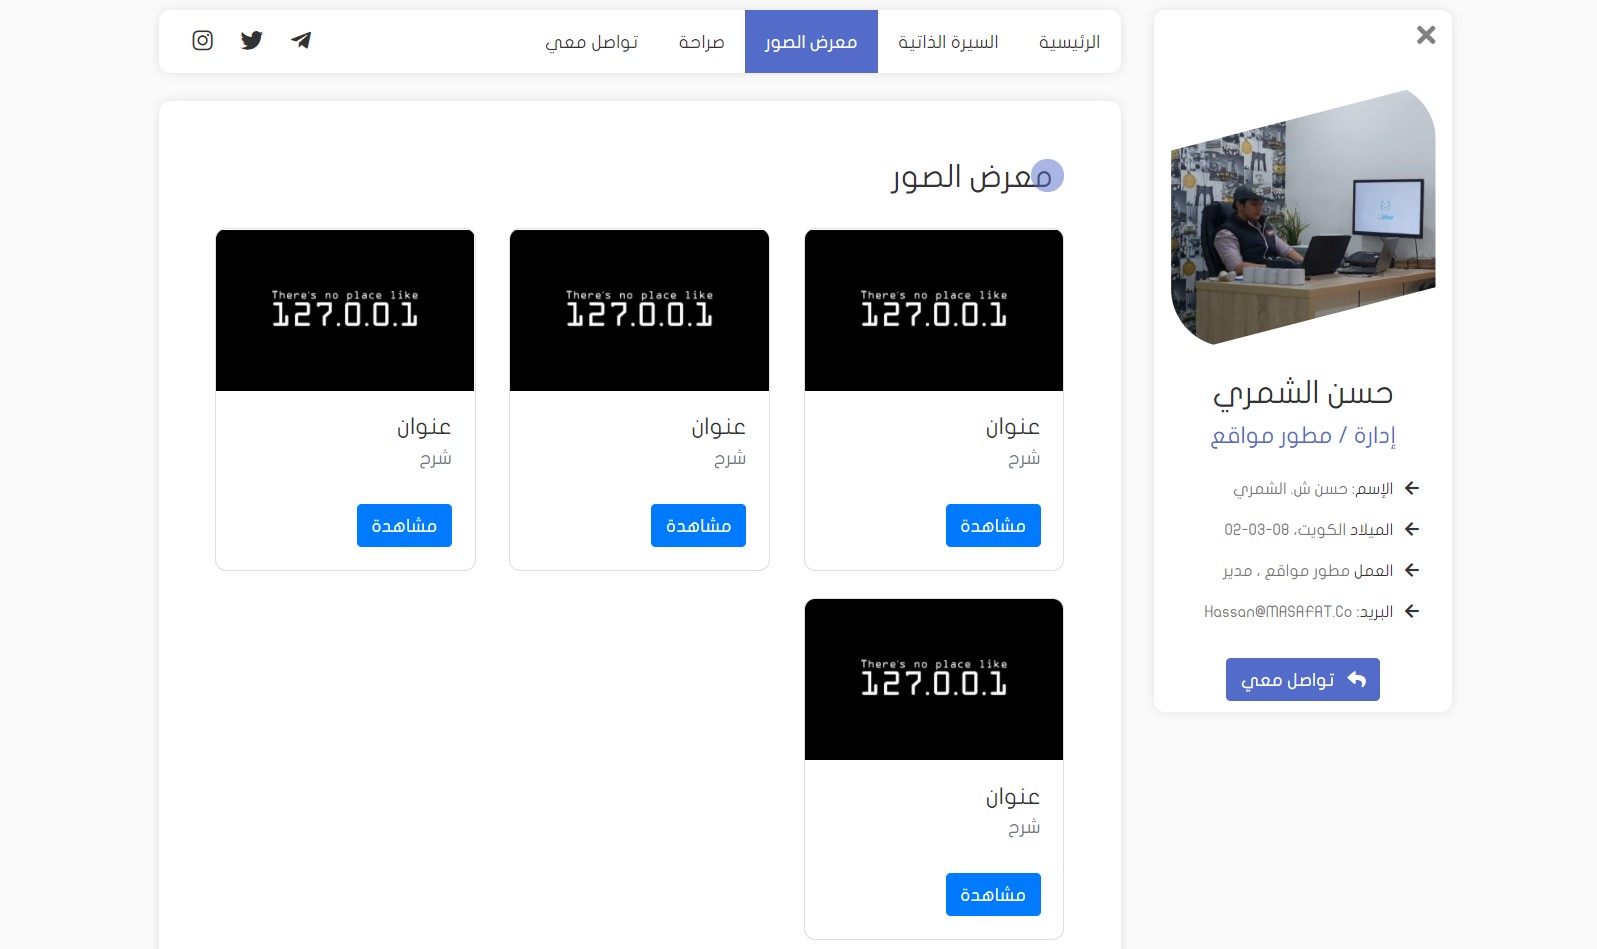 الرئيسية
السيرة الذاتية
معرض الصور
صراحة
تواصل معي
حسن الشمري
إدارة / مطور مواقع
الإسم: حسن ش. الشمري
الميلاد الكويت، 08-03-02
العمل مطور مواقع ، مدير
البريد: Hassan@MASAFAT.Co
تواصل معي
معرض الصور
There's no place like
127.0.0.1
عنوان
شرح
مشاهدة
There's no place like
127.0.0.1
عنوان
شرح
مشاهدة
There's no place like
127.0.0.1
عنوان
شرح
مشاهدة
There's no place like
127.0.0.1
عنوان
شرح
مشاهدة